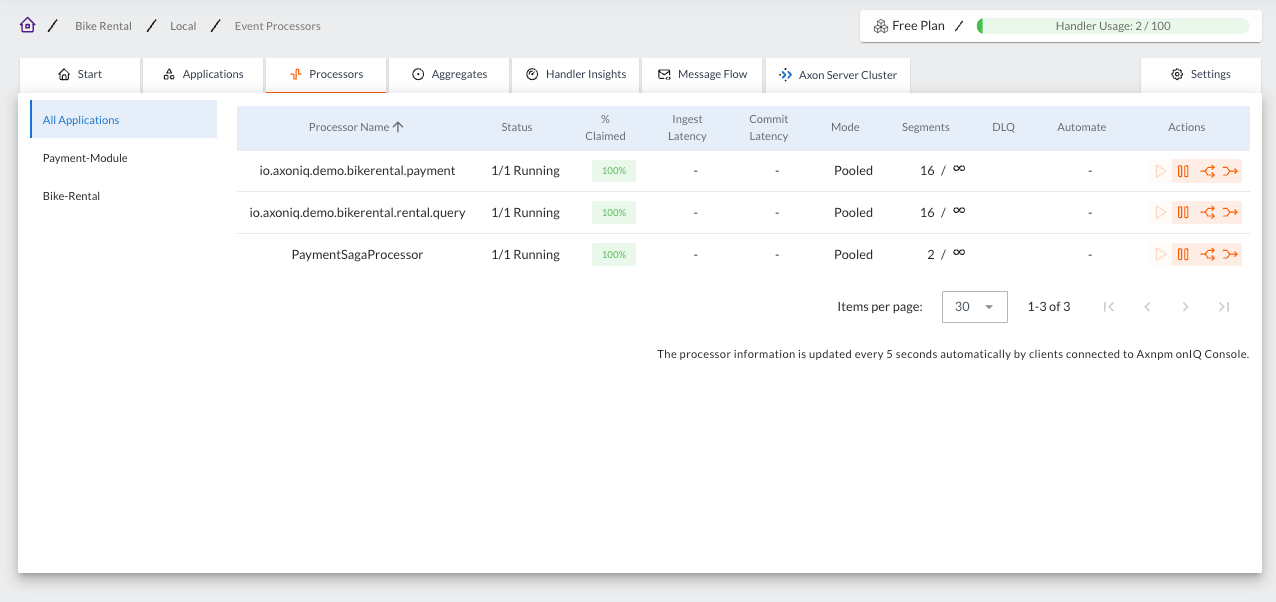 / Bike Rental / Local / Event Processors
Free Plan / Handler Usage: 2 / 100
Start Applications Processors Aggregates Handler Insights Message Flow Axon Server Cluster Settings
All Applications
Payment-Module
Bike-Rental
Processor Name Status % Claimed Ingest Latency Commit Latency Mode Segments DLQ Automate Actions
io.axoniq.demo.bikerental.payment 1/1 Running 100% - - Pooled 16 / ∞ -
io.axoniq.demo.bikerental.rental.query 1/1 Running 100% - - Pooled 16 / ∞ -
PaymentSagaProcessor 1/1 Running 100% - - Pooled 2 / ∞ -
Items per page: 30 1-3 of 3
The processor information is updated every 5 seconds automatically by clients connected to Axnpm onIQ Console.